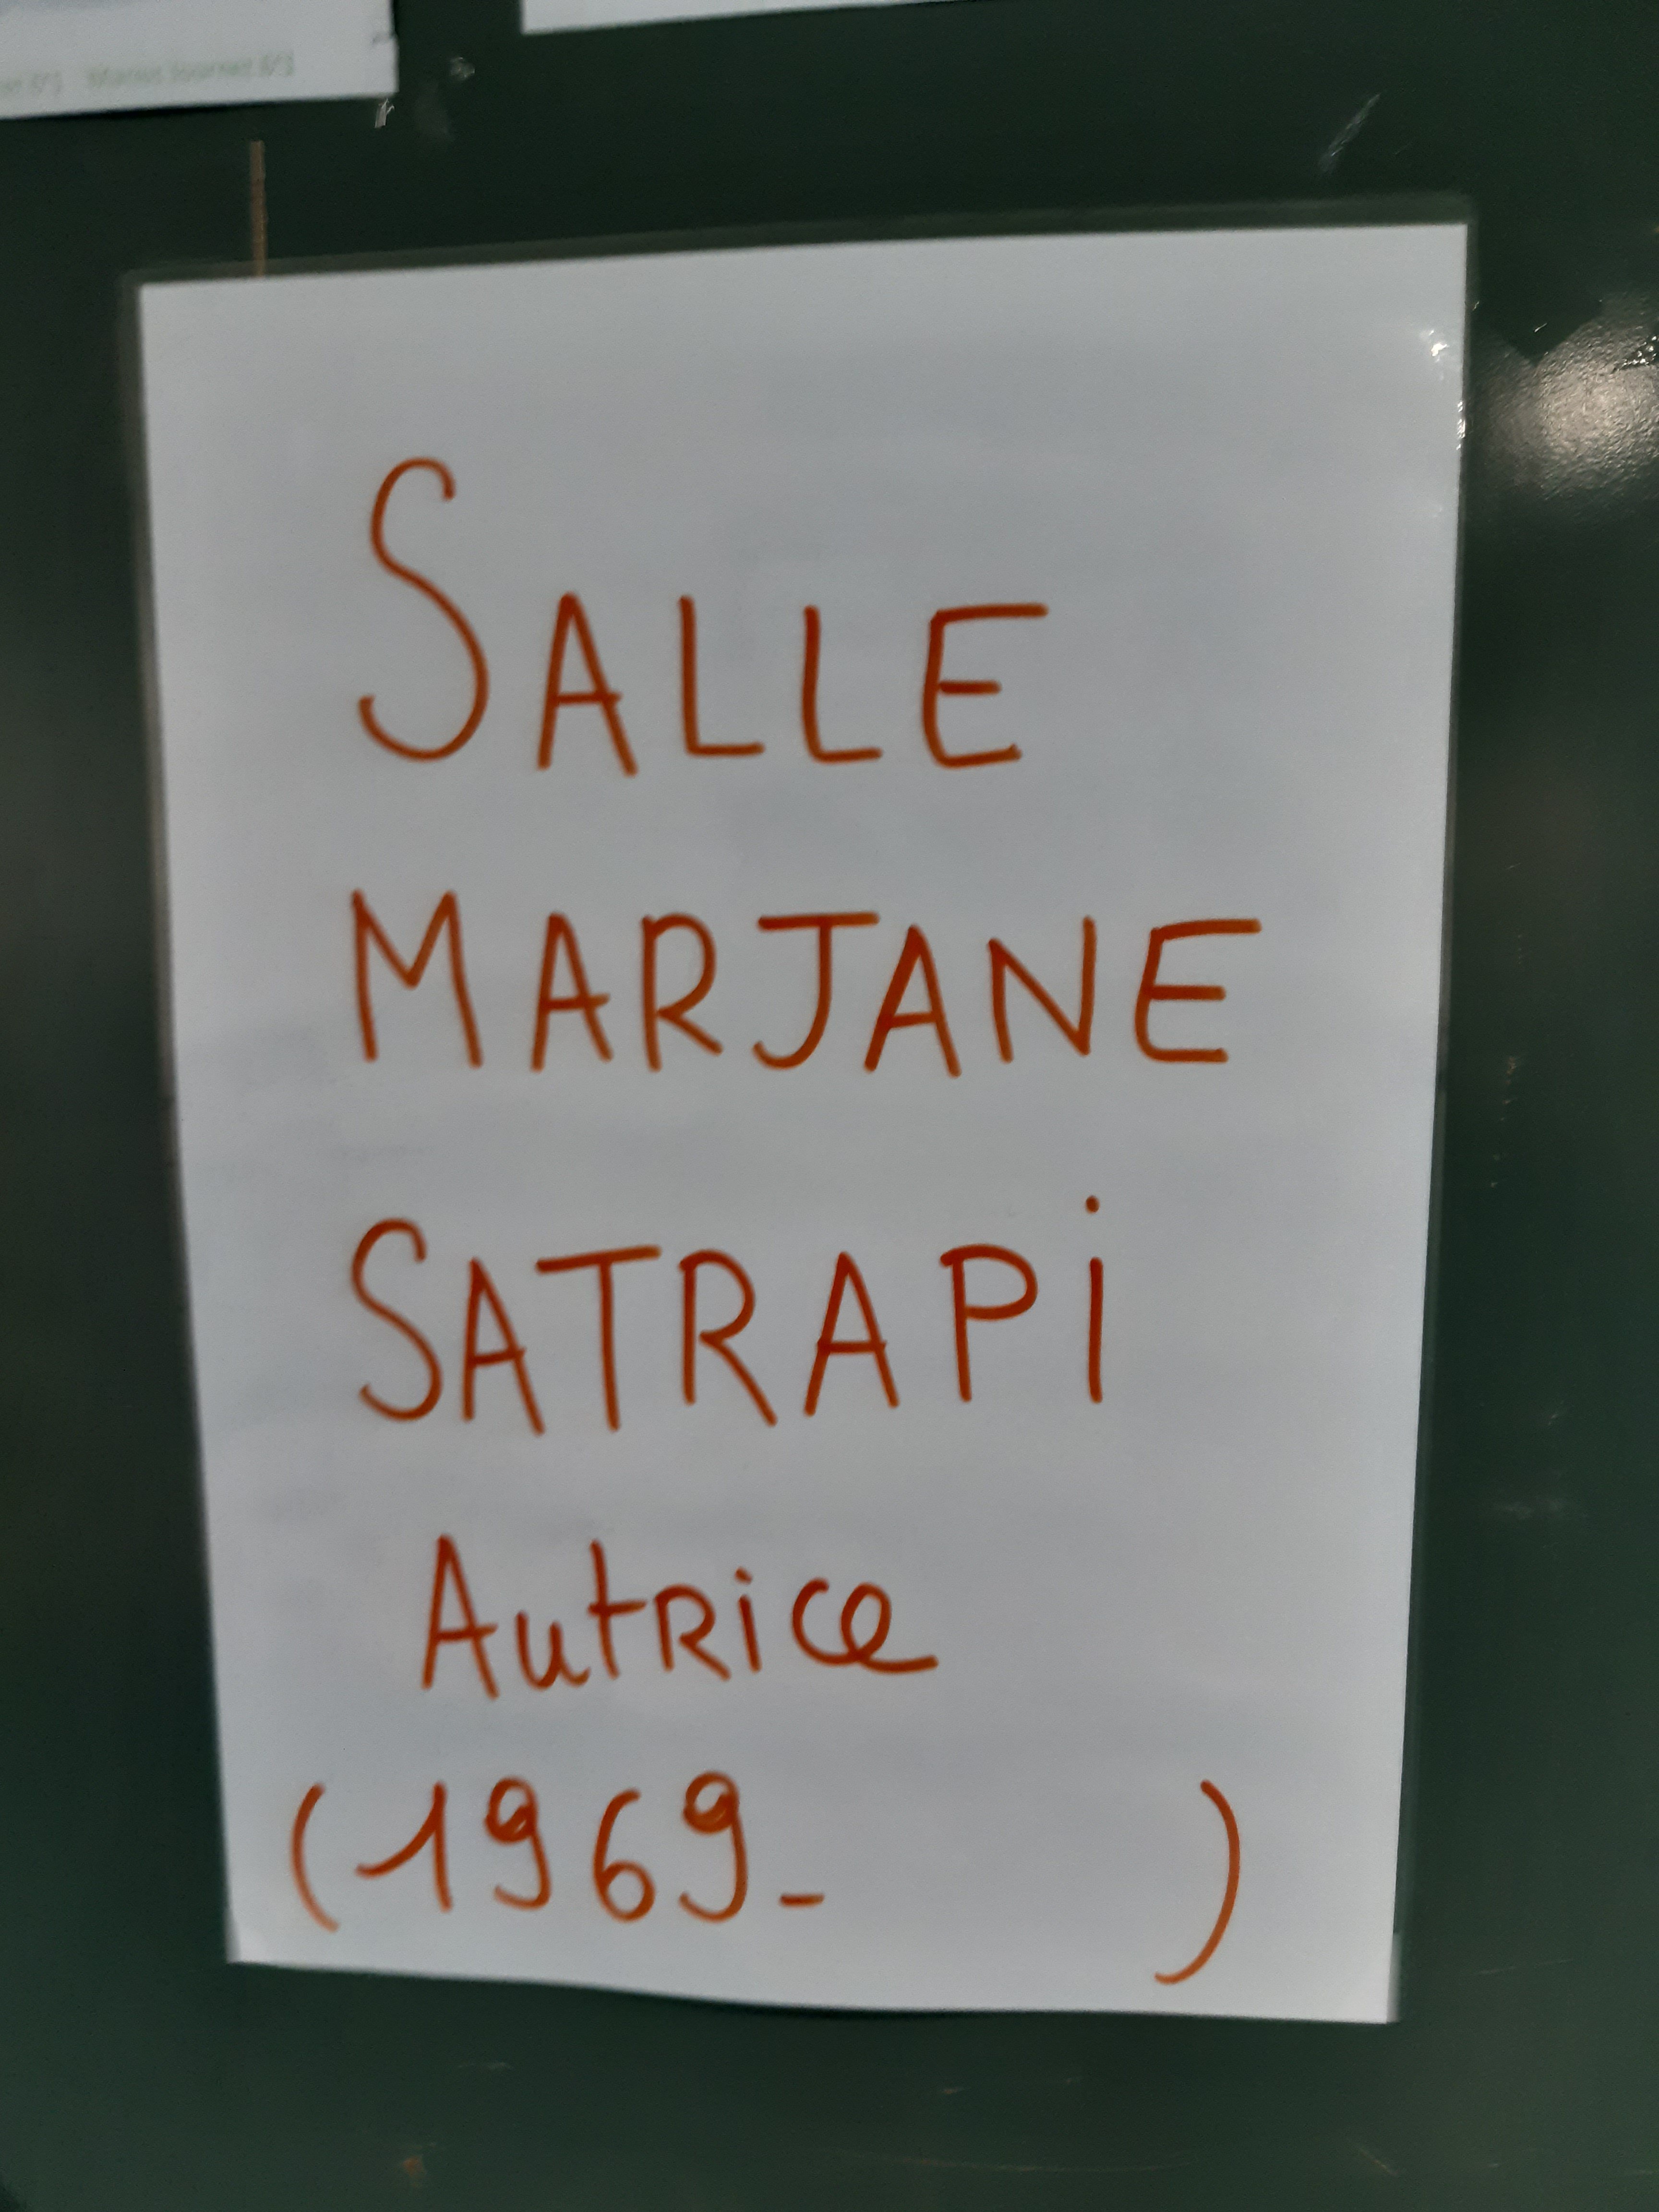 SALLE
MARJANE
SATRAPi
AutRice
(1969- )